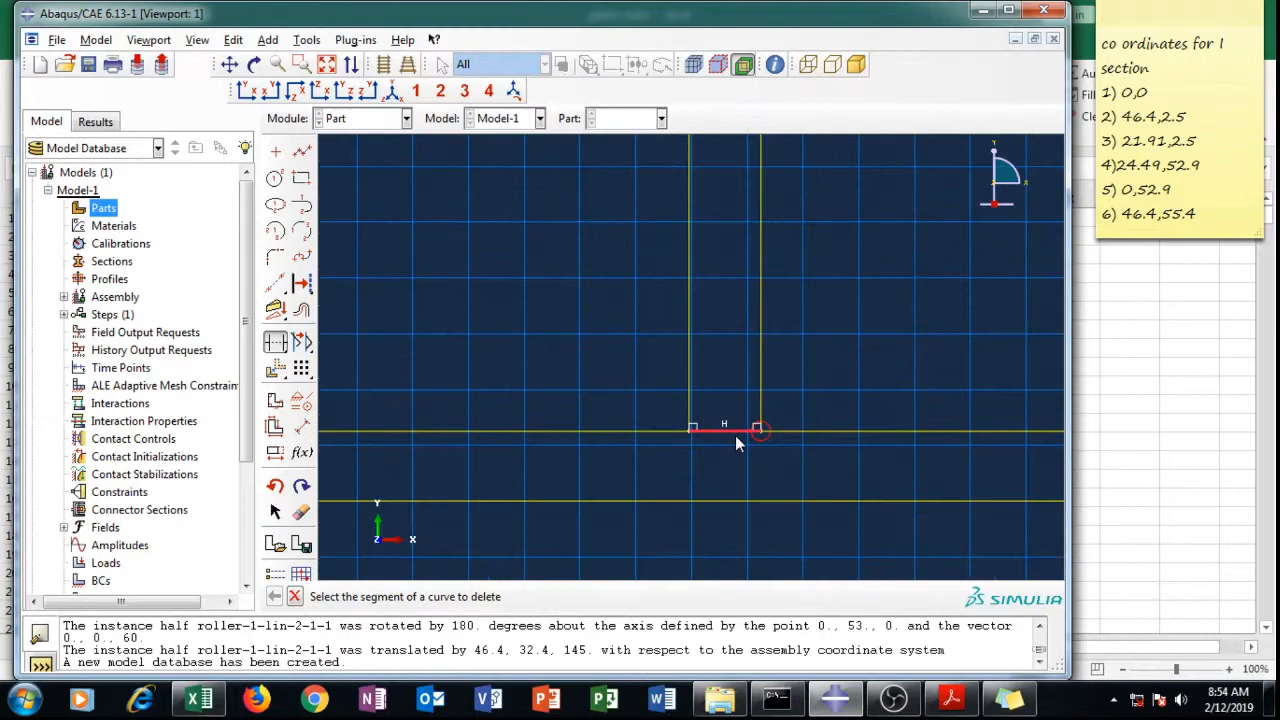 Abaqus/CAE 6.13-1 [Viewport: 1]
File Model Viewport View Edit Add Tools Plug-ins Help
All
1 2 3 4
Model Results
Module: Part Model: Model-1 Part:
Model Database
Models (1)
Model-1
Parts
Materials
Calibrations
Sections
Profiles
Assembly
Steps (1)
Field Output Requests
History Output Requests
Time Points
ALE Adaptive Mesh Constrain
Interactions
Interaction Properties
Contact Controls
Contact Initializations
Contact Stabilizations
Constraints
Connector Sections
Fields
Amplitudes
Loads
BCs
f(x)
H
Y
Z X
Select the segment of a curve to delete
SIMULIA
The instance half roller-1-lin-2-1-1 was rotated by 180. degrees about the axis defined by the point 0., 53., 0. and the vector
0., 0., 60.
The instance half roller-1-lin-2-1-1 was translated by 46.4, 32.4, 145. with respect to the assembly coordinate system
A new model database has been created.
co ordinates for I
section
1) 0,0
2) 46.4,2.5
3) 21.91,2.5
4)24.49,52.9
5) 0,52.9
6) 46.4,55.4
100%
8:54 AM
2/12/2019